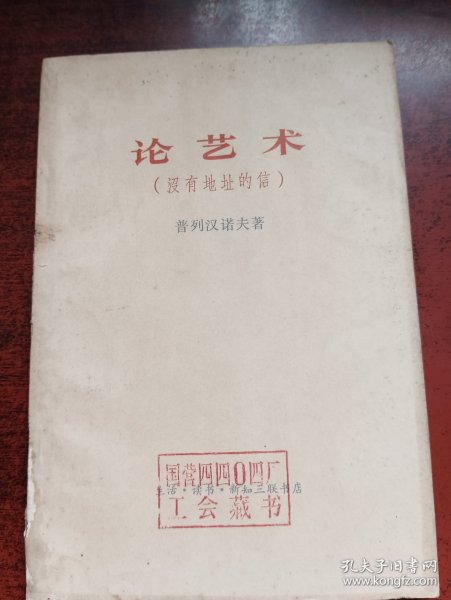 论艺术
（沒有地址的信）
普列汉诺夫著
国营四四〇四厂
生活·读书·新知三联书店
工会藏书
孔夫子旧书网
www.kongfz.com